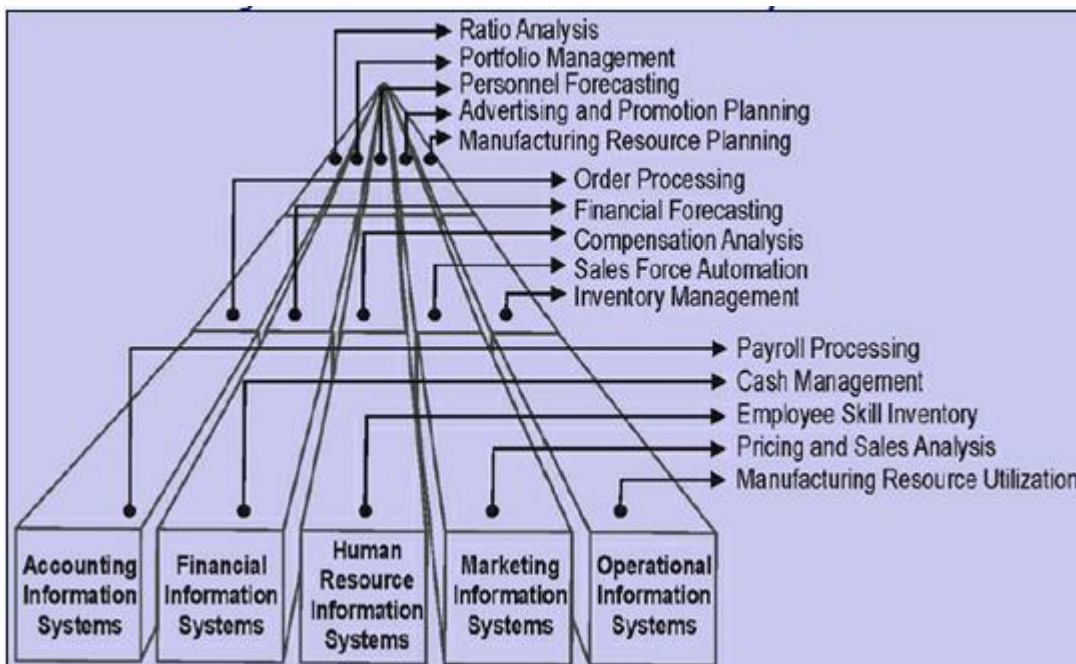 Ratio Analysis
Portfolio Management
Personnel Forecasting
Advertising and Promotion Planning
Manufacturing Resource Planning
Order Processing
Financial Forecasting
Compensation Analysis
Sales Force Automation
Inventory Management
Payroll Processing
Cash Management
Employee Skill Inventory
Pricing and Sales Analysis
Manufacturing Resource Utilization
Accounting
Information
Systems
Financial
Information
Systems
Human
Resource
Information
Systems
Marketing
Information
Systems
Operational
Information
Systems